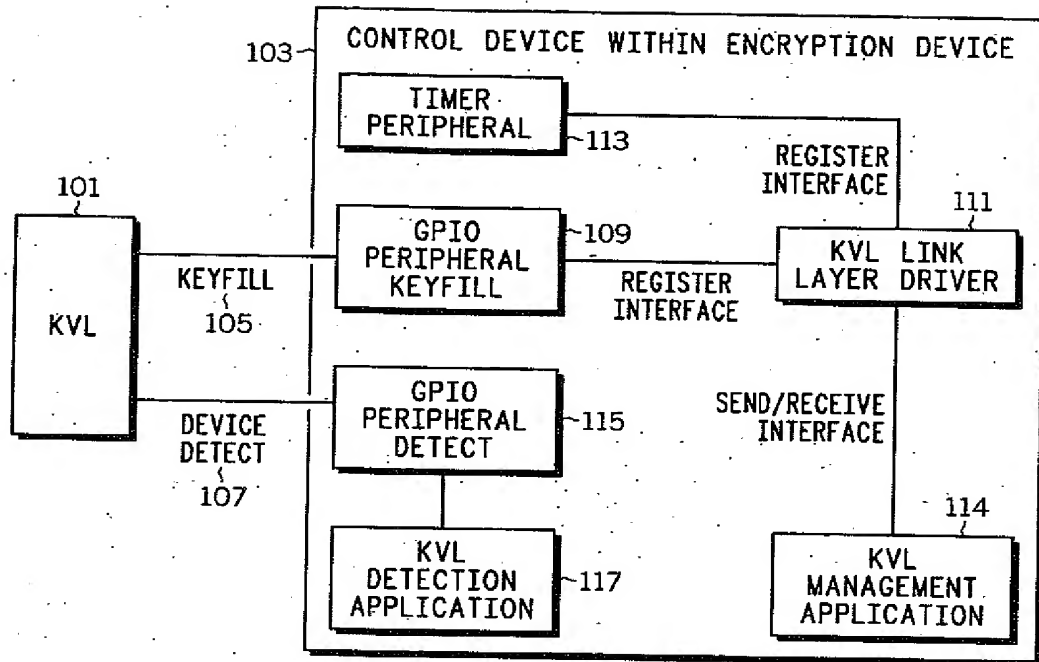 CONTROL DEVICE WITHIN ENCRYPTION DEVICE
103
TIMER
PERIPHERAL
113
REGISTER
INTERFACE
101
KVL
KEYFILL
105
GPIO
PERIPHERAL
KEYFILL
109
REGISTER
INTERFACE
111
KVL LINK
LAYER DRIVER
DEVICE
DETECT
107
GPIO
PERIPHERAL
DETECT
115
SEND/RECEIVE
INTERFACE
KVL
DETECTION
APPLICATION
117
114
KVL
MANAGEMENT
APPLICATION